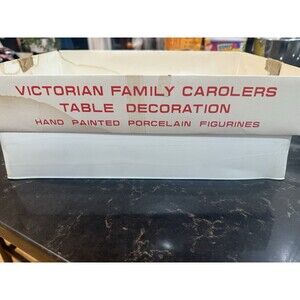 VICTORIAN FAMILY CAROLERS
TABLE DECORATION
HAND PAINTED PORCELAIN FIGURINES